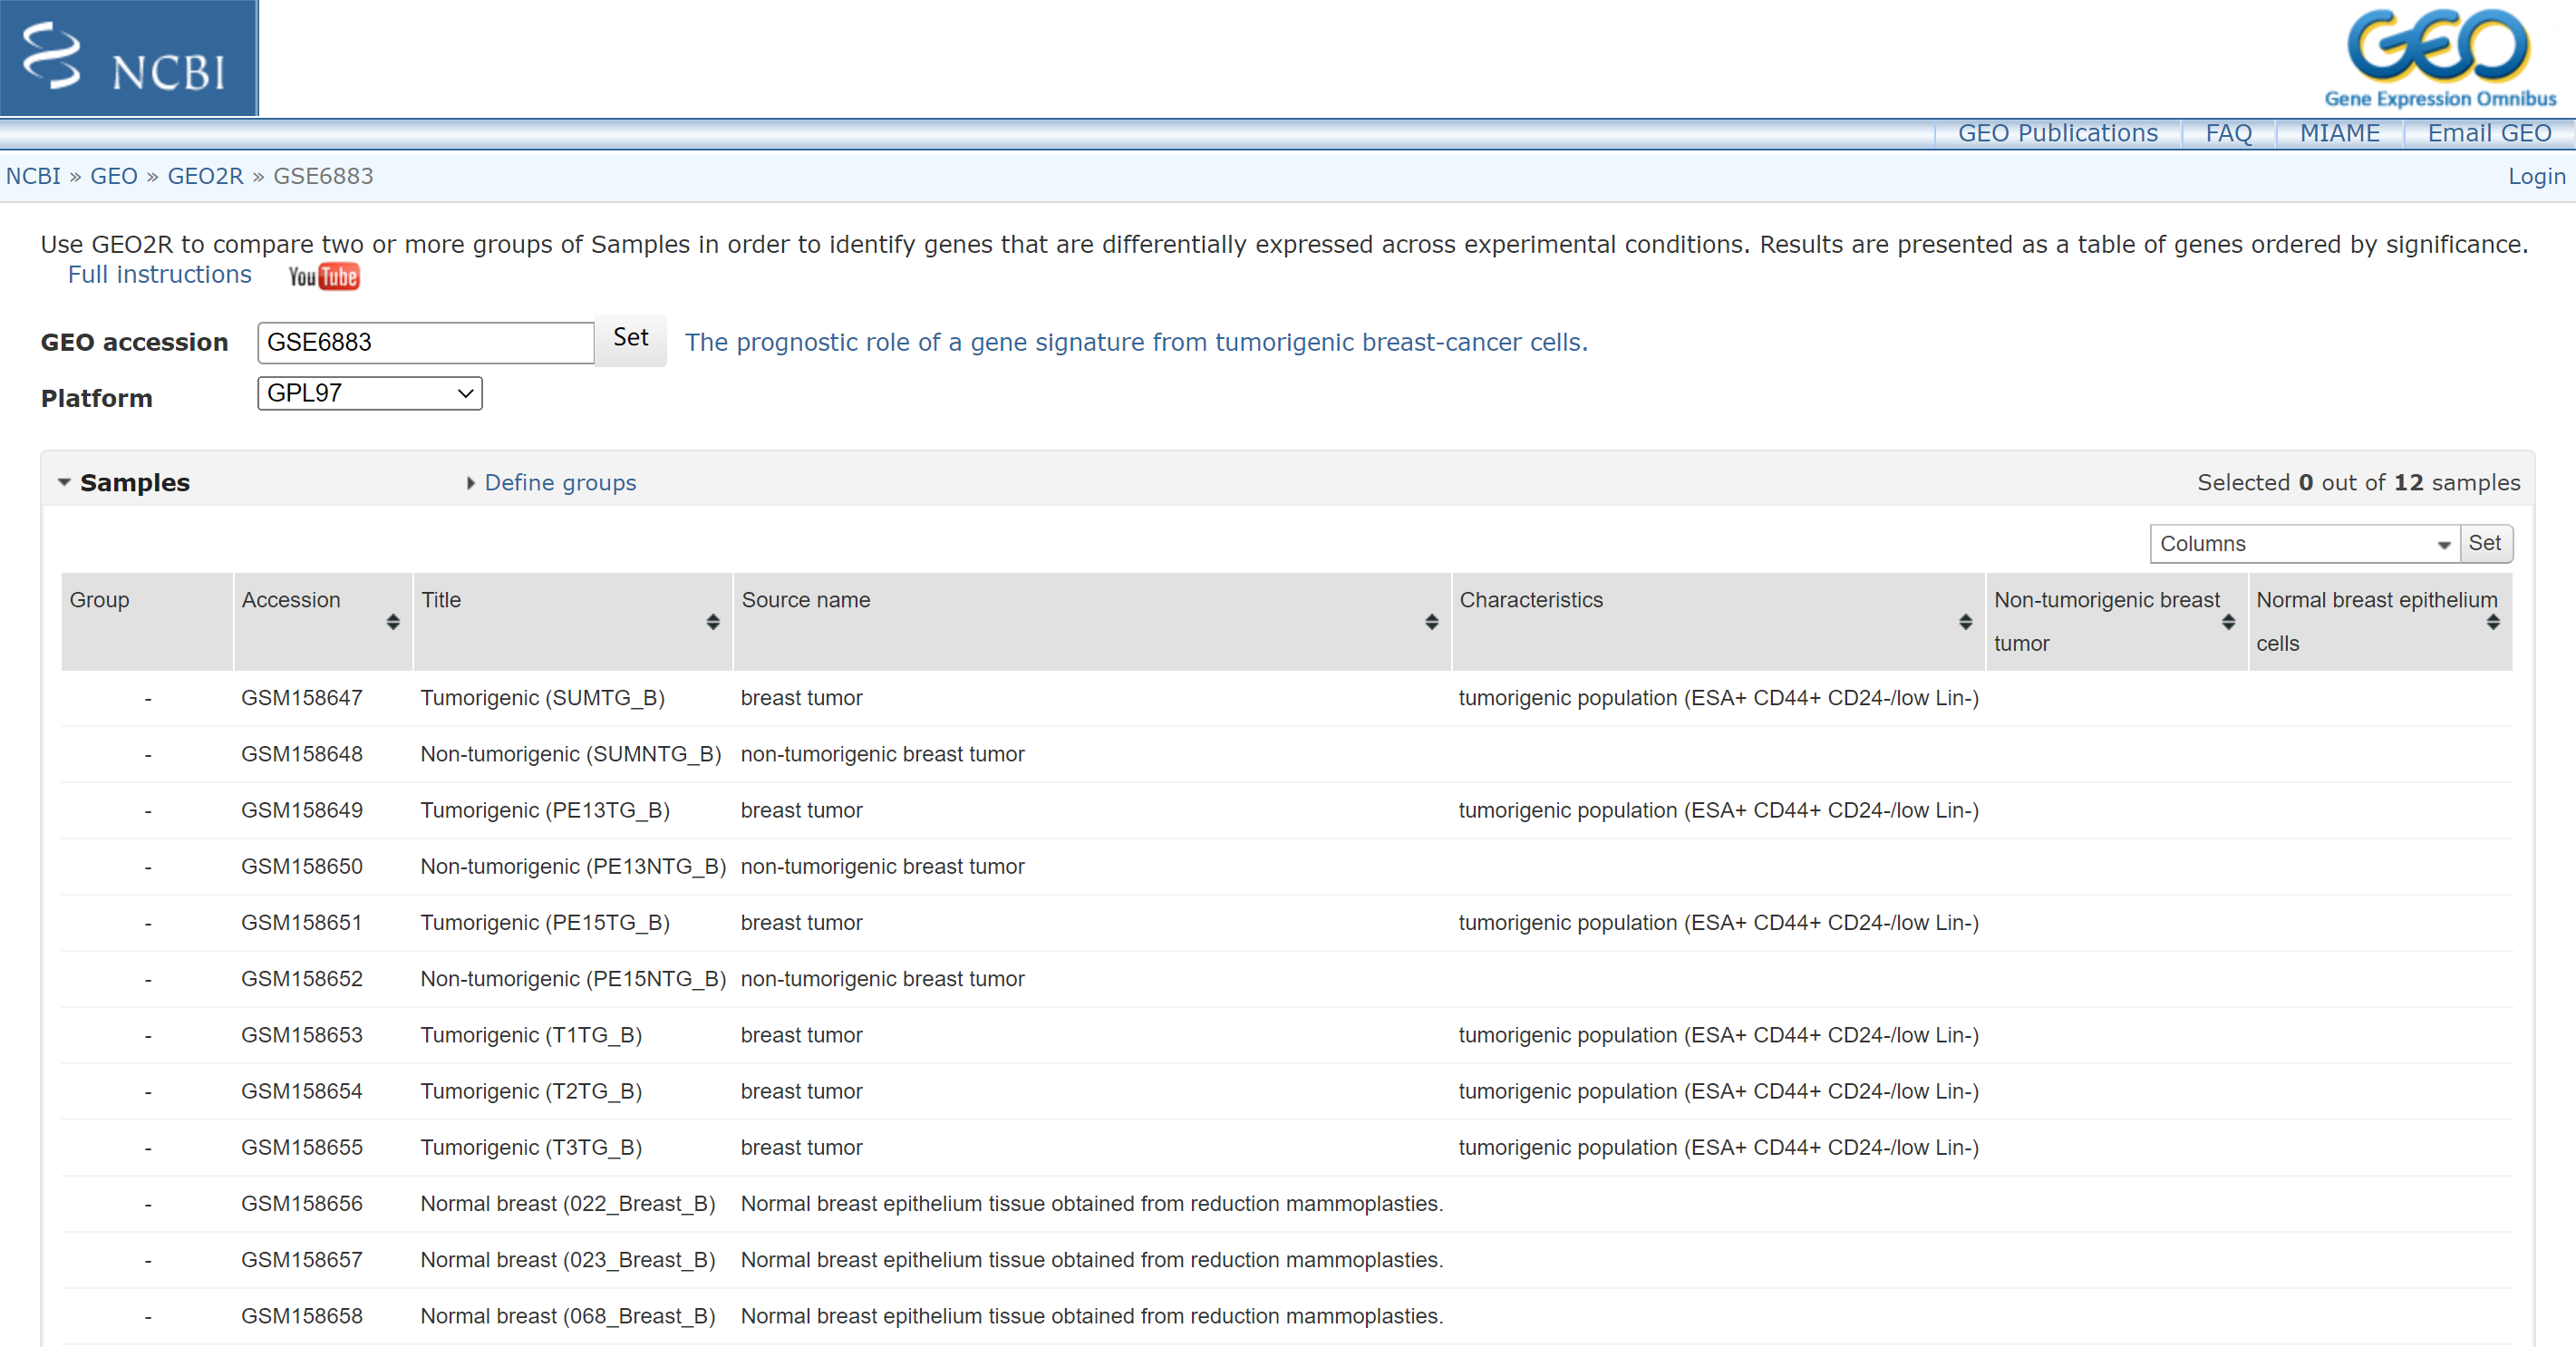 NCBI
GEO
Gene Expression Omnibus
GEO Publications FAQ MIAME Email GEO
NCBI » GEO » GEO2R » GSE6883 Login
Use GEO2R to compare two or more groups of Samples in order to identify genes that are differentially expressed across experimental conditions. Results are presented as a table of genes ordered by significance.
Full instructions YouTube
GEO accession GSE6883 Set The prognostic role of a gene signature from tumorigenic breast-cancer cells.
Platform GPL97
Samples Define groups Selected 0 out of 12 samples
Columns Set
Group Accession Title Source name Characteristics Non-tumorigenic breast tumor Normal breast epithelium cells
- GSM158647 Tumorigenic (SUMTG_B) breast tumor tumorigenic population (ESA+ CD44+ CD24-/low Lin-)
- GSM158648 Non-tumorigenic (SUMNTG_B) non-tumorigenic breast tumor
- GSM158649 Tumorigenic (PE13TG_B) breast tumor tumorigenic population (ESA+ CD44+ CD24-/low Lin-)
- GSM158650 Non-tumorigenic (PE13NTG_B) non-tumorigenic breast tumor
- GSM158651 Tumorigenic (PE15TG_B) breast tumor tumorigenic population (ESA+ CD44+ CD24-/low Lin-)
- GSM158652 Non-tumorigenic (PE15NTG_B) non-tumorigenic breast tumor
- GSM158653 Tumorigenic (T1TG_B) breast tumor tumorigenic population (ESA+ CD44+ CD24-/low Lin-)
- GSM158654 Tumorigenic (T2TG_B) breast tumor tumorigenic population (ESA+ CD44+ CD24-/low Lin-)
- GSM158655 Tumorigenic (T3TG_B) breast tumor tumorigenic population (ESA+ CD44+ CD24-/low Lin-)
- GSM158656 Normal breast (022_Breast_B) Normal breast epithelium tissue obtained from reduction mammoplasties.
- GSM158657 Normal breast (023_Breast_B) Normal breast epithelium tissue obtained from reduction mammoplasties.
- GSM158658 Normal breast (068_Breast_B) Normal breast epithelium tissue obtained from reduction mammoplasties.